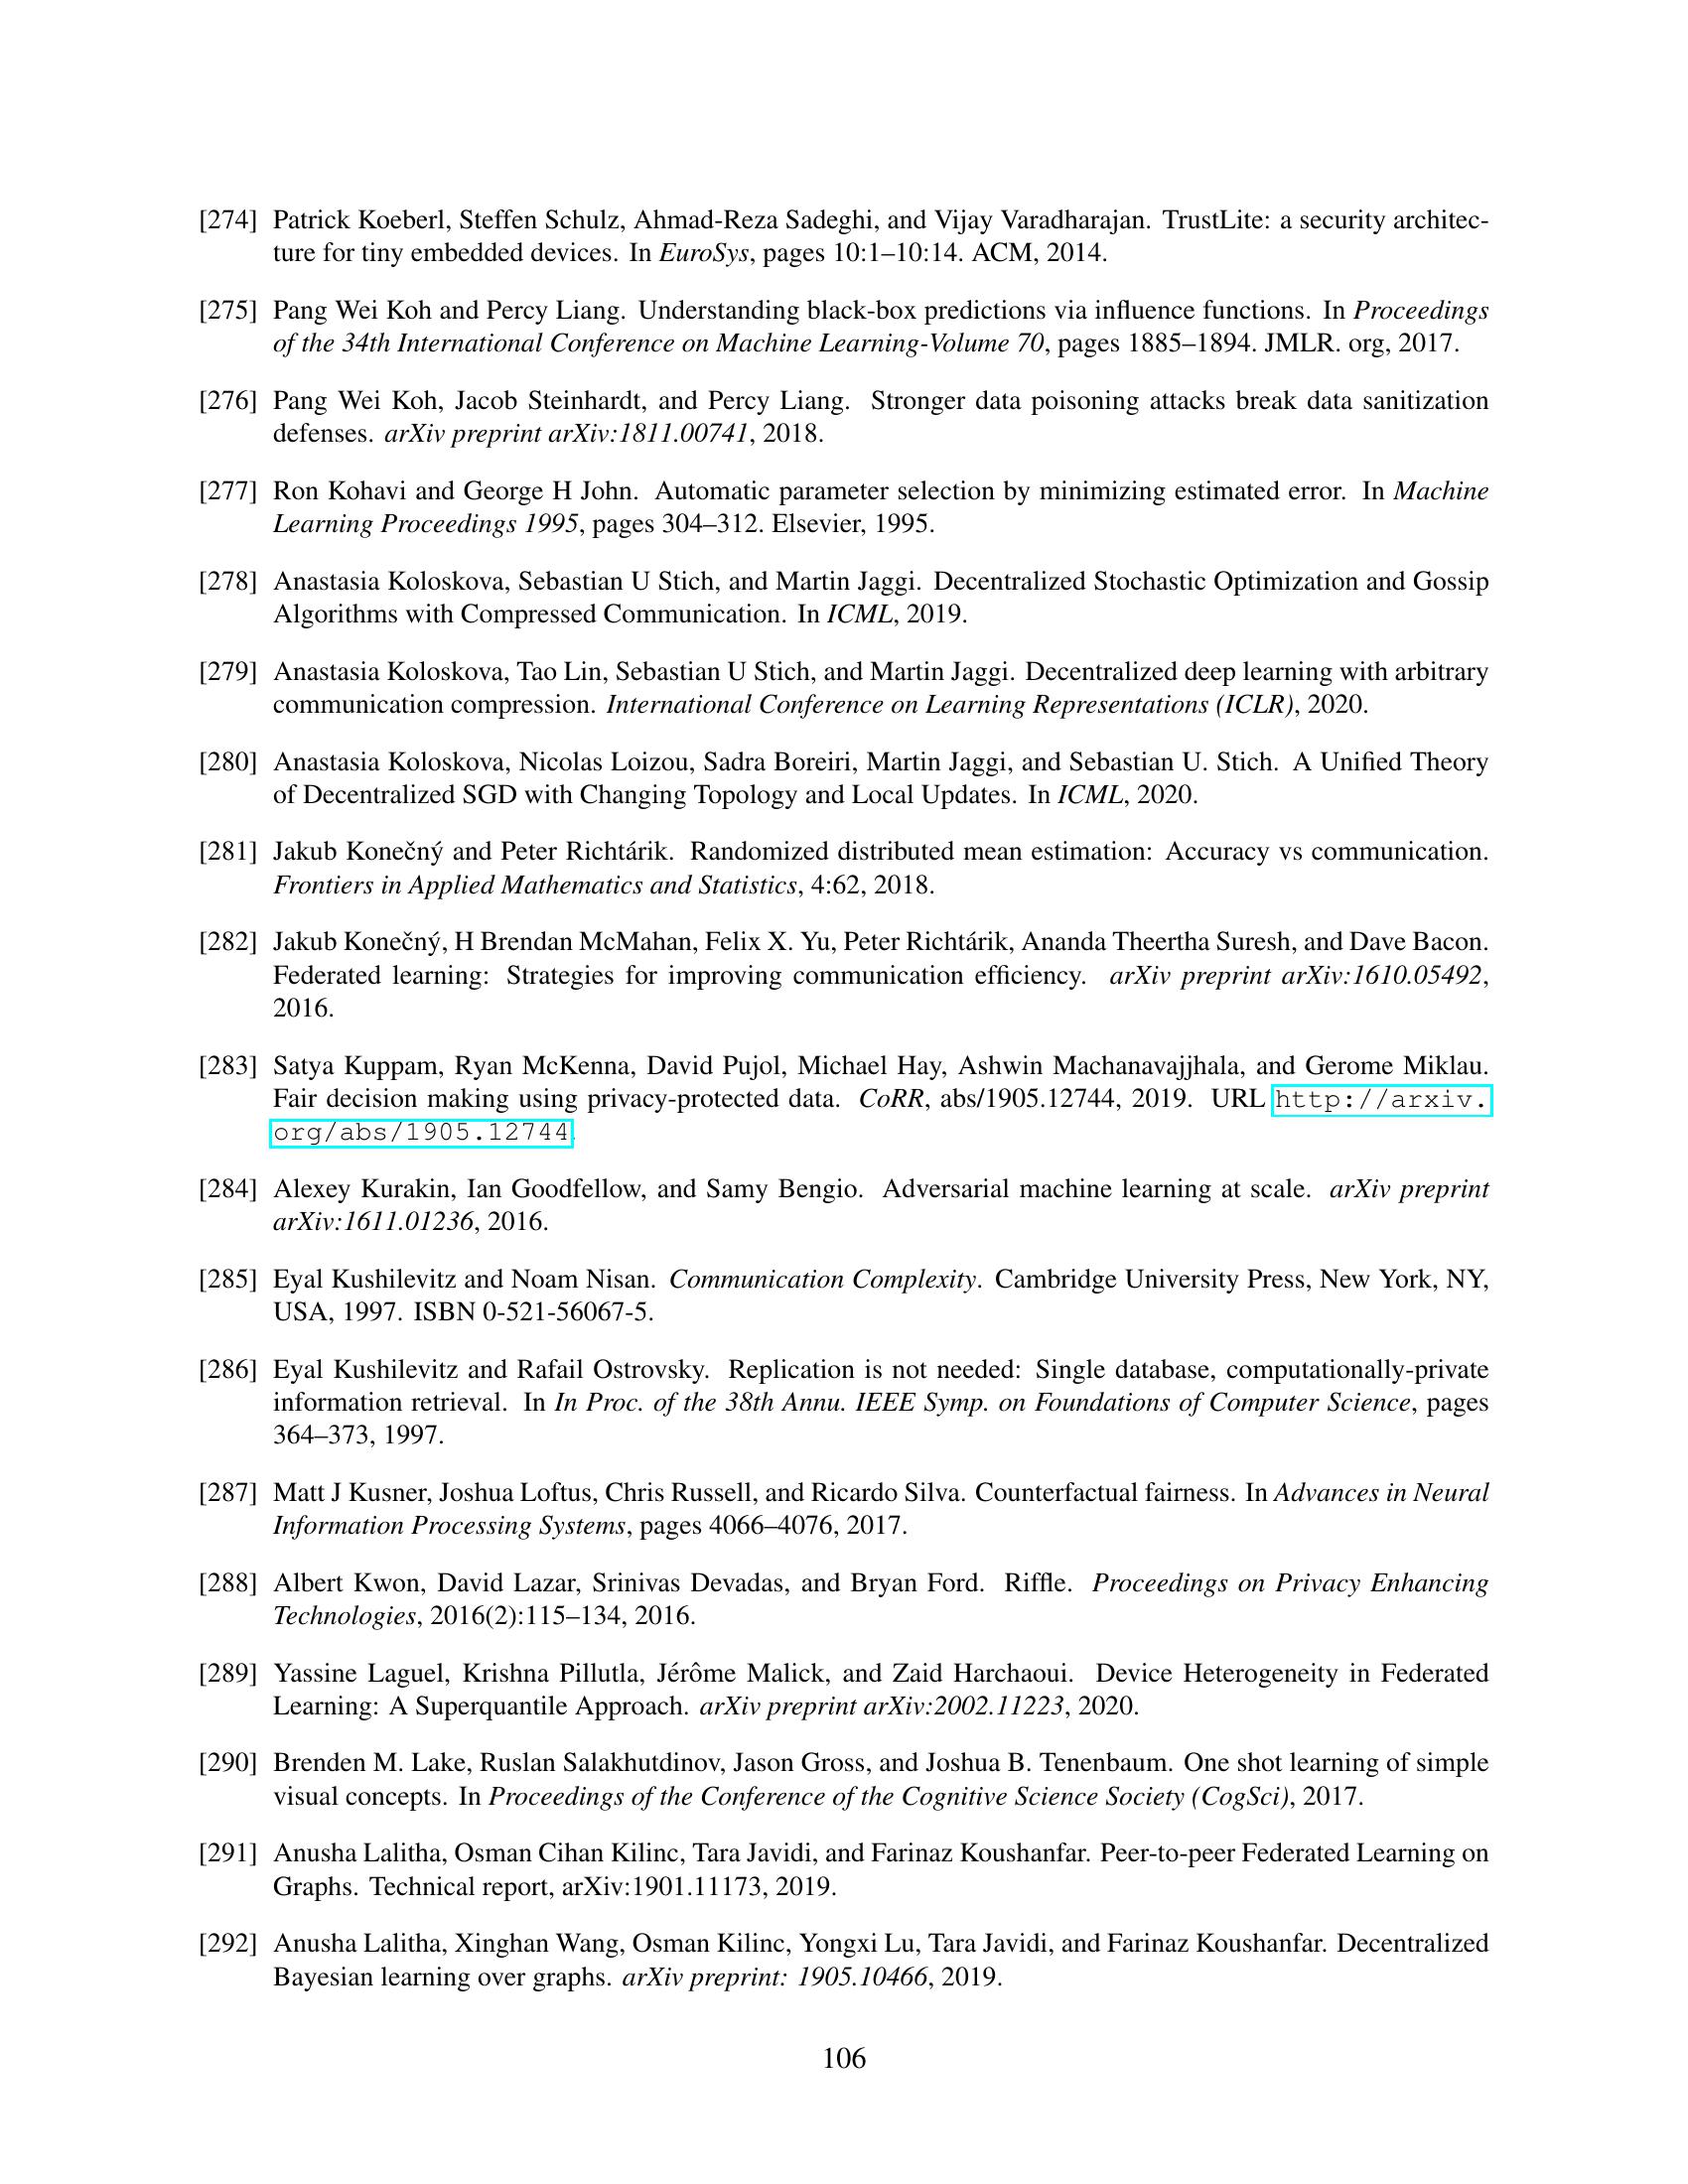 [274] Patrick Koeberl, Steffen Schulz, Ahmad-Reza Sadeghi, and Vijay Varadharajan. TrustLite: a security architec-
ture for tiny embedded devices. In EuroSys, pages 10:1–10:14. ACM, 2014.
[275] Pang Wei Koh and Percy Liang. Understanding black-box predictions via influence functions. In Proceedings
of the 34th International Conference on Machine Learning-Volume 70, pages 1885–1894. JMLR. org, 2017.
[276] Pang Wei Koh, Jacob Steinhardt, and Percy Liang. Stronger data poisoning attacks break data sanitization
defenses. arXiv preprint arXiv:1811.00741, 2018.
[277] Ron Kohavi and George H John. Automatic parameter selection by minimizing estimated error. In Machine
Learning Proceedings 1995, pages 304–312. Elsevier, 1995.
[278] Anastasia Koloskova, Sebastian U Stich, and Martin Jaggi. Decentralized Stochastic Optimization and Gossip
Algorithms with Compressed Communication. In ICML, 2019.
[279] Anastasia Koloskova, Tao Lin, Sebastian U Stich, and Martin Jaggi. Decentralized deep learning with arbitrary
communication compression. International Conference on Learning Representations (ICLR), 2020.
[280] Anastasia Koloskova, Nicolas Loizou, Sadra Boreiri, Martin Jaggi, and Sebastian U. Stich. A Unified Theory
of Decentralized SGD with Changing Topology and Local Updates. In ICML, 2020.
[281] Jakub Konečný and Peter Richtárik. Randomized distributed mean estimation: Accuracy vs communication.
Frontiers in Applied Mathematics and Statistics, 4:62, 2018.
[282] Jakub Konečný, H Brendan McMahan, Felix X. Yu, Peter Richtárik, Ananda Theertha Suresh, and Dave Bacon.
Federated learning: Strategies for improving communication efficiency. arXiv preprint arXiv:1610.05492,
2016.
[283] Satya Kuppam, Ryan McKenna, David Pujol, Michael Hay, Ashwin Machanavajjhala, and Gerome Miklau.
Fair decision making using privacy-protected data. CoRR, abs/1905.12744, 2019. URL http://arxiv.
org/abs/1905.12744.
[284] Alexey Kurakin, Ian Goodfellow, and Samy Bengio. Adversarial machine learning at scale. arXiv preprint
arXiv:1611.01236, 2016.
[285] Eyal Kushilevitz and Noam Nisan. Communication Complexity. Cambridge University Press, New York, NY,
USA, 1997. ISBN 0-521-56067-5.
[286] Eyal Kushilevitz and Rafail Ostrovsky. Replication is not needed: Single database, computationally-private
information retrieval. In In Proc. of the 38th Annu. IEEE Symp. on Foundations of Computer Science, pages
364–373, 1997.
[287] Matt J Kusner, Joshua Loftus, Chris Russell, and Ricardo Silva. Counterfactual fairness. In Advances in Neural
Information Processing Systems, pages 4066–4076, 2017.
[288] Albert Kwon, David Lazar, Srinivas Devadas, and Bryan Ford. Riffle. Proceedings on Privacy Enhancing
Technologies, 2016(2):115–134, 2016.
[289] Yassine Laguel, Krishna Pillutla, Jérôme Malick, and Zaid Harchaoui. Device Heterogeneity in Federated
Learning: A Superquantile Approach. arXiv preprint arXiv:2002.11223, 2020.
[290] Brenden M. Lake, Ruslan Salakhutdinov, Jason Gross, and Joshua B. Tenenbaum. One shot learning of simple
visual concepts. In Proceedings of the Conference of the Cognitive Science Society (CogSci), 2017.
[291] Anusha Lalitha, Osman Cihan Kilinc, Tara Javidi, and Farinaz Koushanfar. Peer-to-peer Federated Learning on
Graphs. Technical report, arXiv:1901.11173, 2019.
[292] Anusha Lalitha, Xinghan Wang, Osman Kilinc, Yongxi Lu, Tara Javidi, and Farinaz Koushanfar. Decentralized
Bayesian learning over graphs. arXiv preprint: 1905.10466, 2019.
106